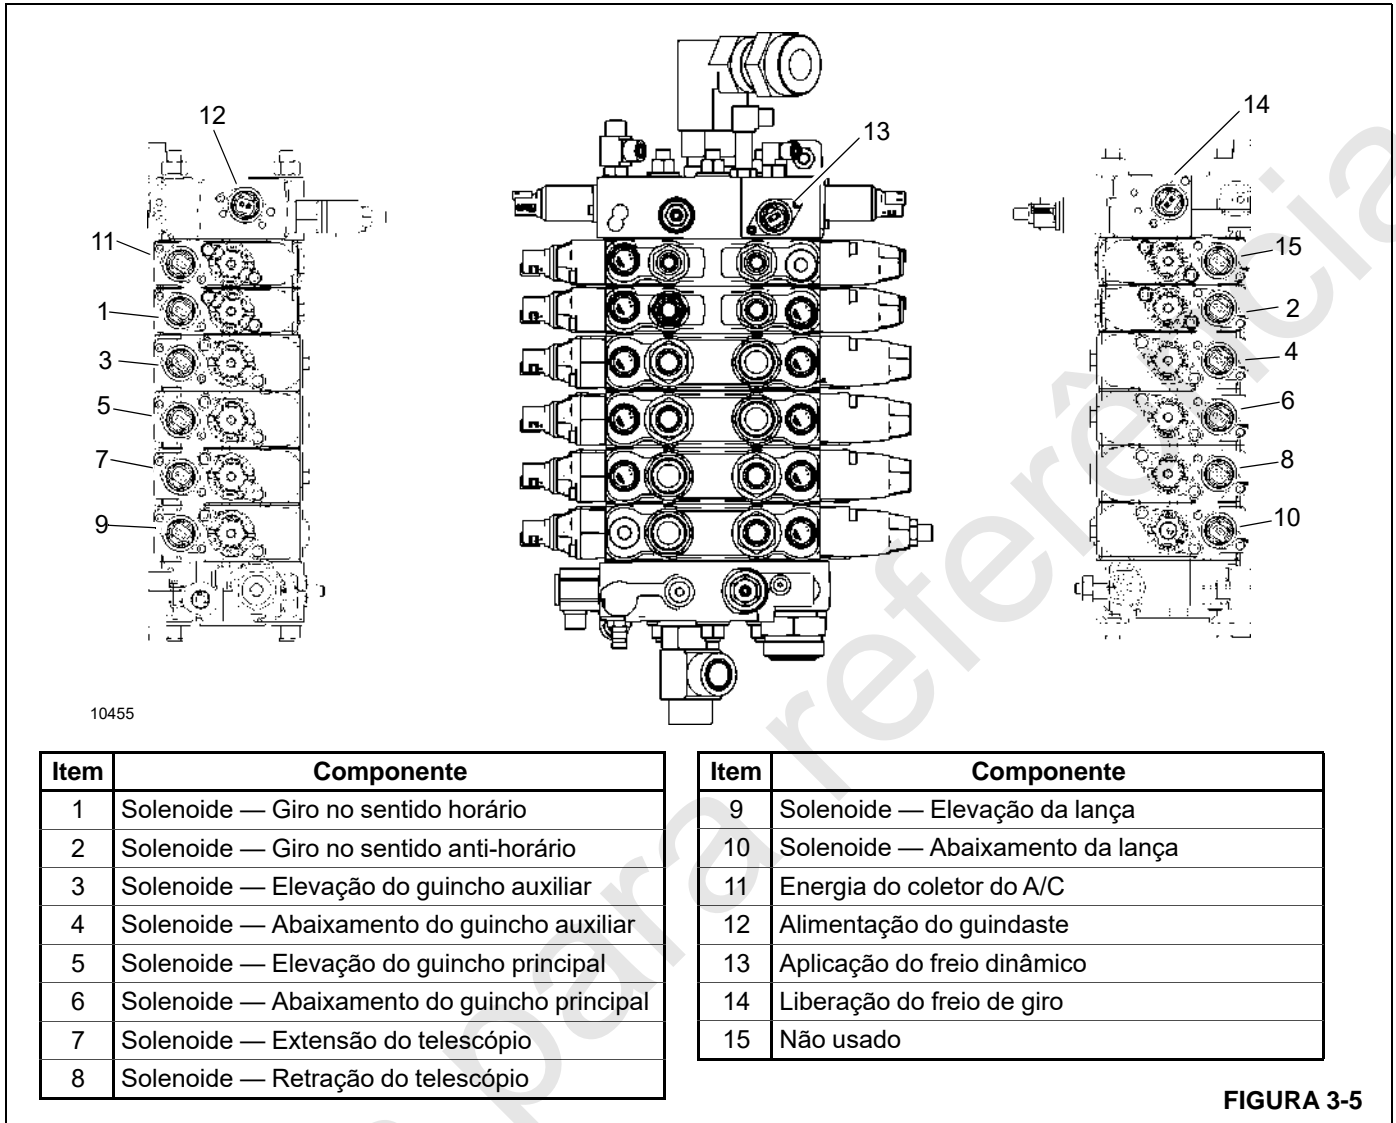 12
13
14
11
15
1
2
3
4
5
6
7
8
9
10
10455
Item Componente
1 Solenoide — Giro no sentido horário
2 Solenoide — Giro no sentido anti-horário
3 Solenoide — Elevação do guincho auxiliar
4 Solenoide — Abaixamento do guincho auxiliar
5 Solenoide — Elevação do guincho principal
6 Solenoide — Abaixamento do guincho principal
7 Solenoide — Extensão do telescópio
8 Solenoide — Retração do telescópio
Item Componente
9 Solenoide — Elevação da lança
10 Solenoide — Abaixamento da lança
11 Energia do coletor do A/C
12 Alimentação do guindaste
13 Aplicação do freio dinâmico
14 Liberação do freio de giro
15 Não usado
FIGURA 3-5
para referência